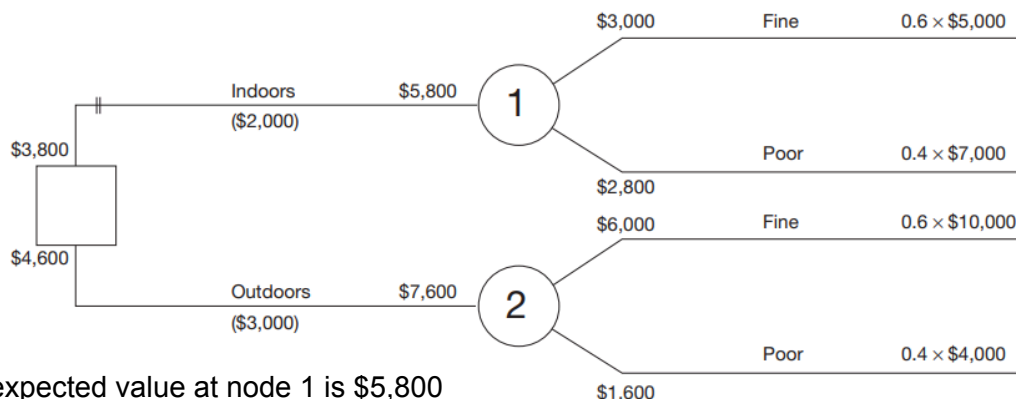 $3,000 Fine 0.6 × $5,000
Indoors $5,800 1
($2,000)
$3,800 Poor 0.4 × $7,000
$2,800
$6,000 Fine 0.6 × $10,000
$4,600
Outdoors $7,600 2
($3,000)
Poor 0.4 × $4,000
expected value at node 1 is $5,800
$1,600